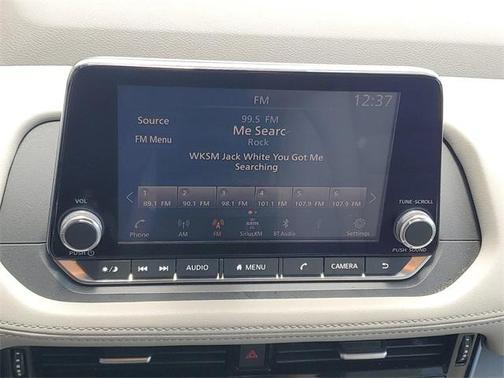 FM
12:37
Source
99.5 FM
FM Menu
Me Searc
Rock
WKSM Jack White You Got Me
Searching
1 2 3 4 5 6
89.1 FM 90.1 FM 98.1 FM 101.1 FM 107.9 FM 107.9 FM
VOL
TUNE·SCROLL
Phone AM FM SiriusXM BT Audio Settings
PUSH
PUSH SOUND
AUDIO MENU CAMERA